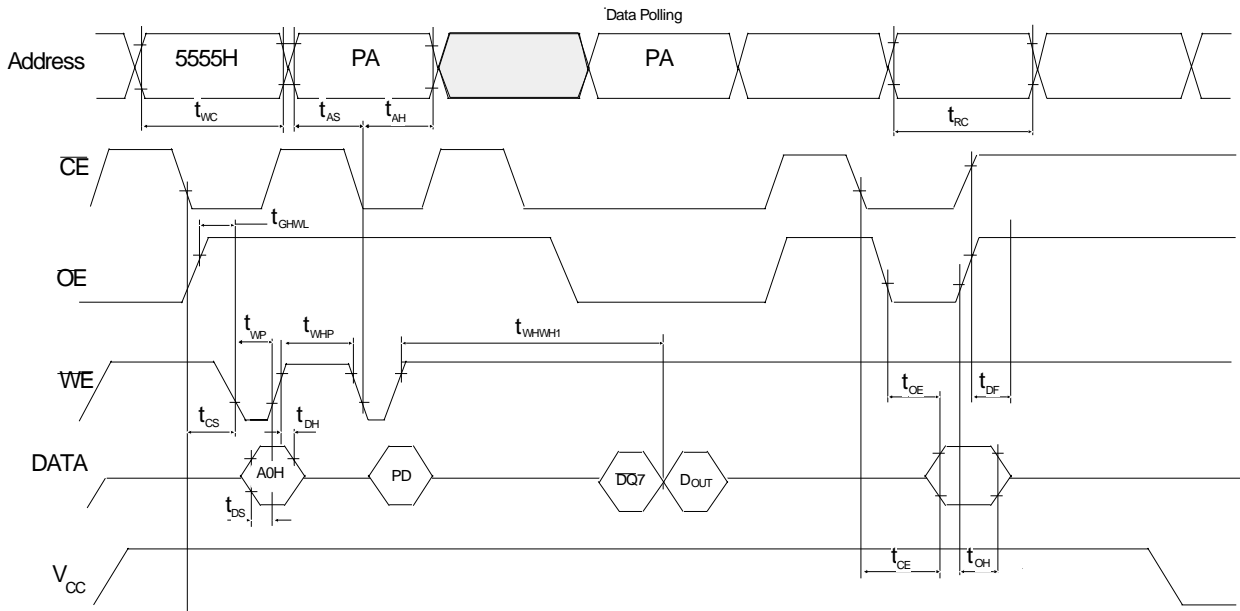 Data Polling
Address 5555H PA PA
tWC tAS tAH tRC
CE
tGHWL
OE
tWP tWHP tWHWH1
WE
tOE tDF
tCS tDH
DATA A0H PD DQ7 DOUT
tDS
tCE tOH
VCC